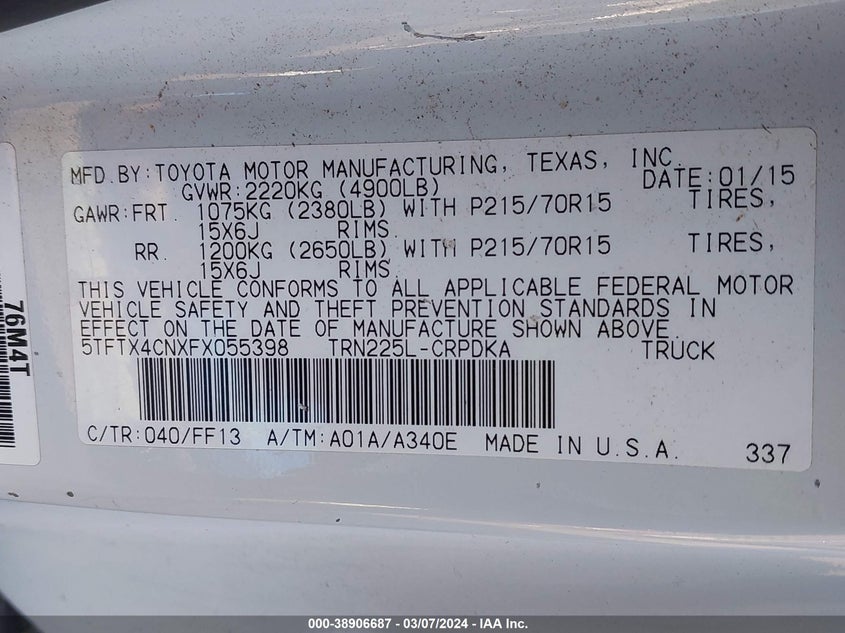 MFD.BY:TOYOTA MOTOR MANUFACTURING, TEXAS, INC.
GVWR:2220KG (4900LB) DATE:01/15
GAWR:FRT. 1075KG (2380LB) WITH P215/70R15 TIRES,
15X6J RIMS
RR. 1200KG (2650LB) WITH P215/70R15 TIRES,
15X6J RIMS
THIS VEHICLE CONFORMS TO ALL APPLICABLE FEDERAL MOTOR
VEHICLE SAFETY AND THEFT PREVENTION STANDARDS IN
EFFECT ON THE DATE OF MANUFACTURE SHOWN ABOVE.
5TFTX4CNXFX055398 TRN225L-CRPDKA TRUCK
C/TR:040/FF13 A/TM:A01A/A340E MADE IN U.S.A.
337
76M4T
000-38906687 - 03/07/2024 - IAA Inc.